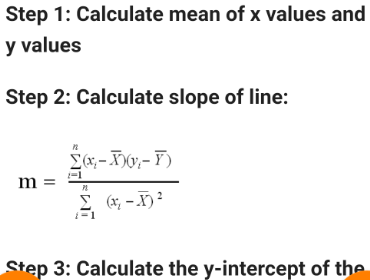 Step 1: Calculate mean of x values and
y values
Step 2: Calculate slope of line:
m = \frac{\sum_{i=1}^{n}(x_i - \overline{X})(y_i - \overline{Y})}{\sum_{i=1}^{n}(x_i - \overline{X})^2}
Step 3: Calculate the y-intercept of the